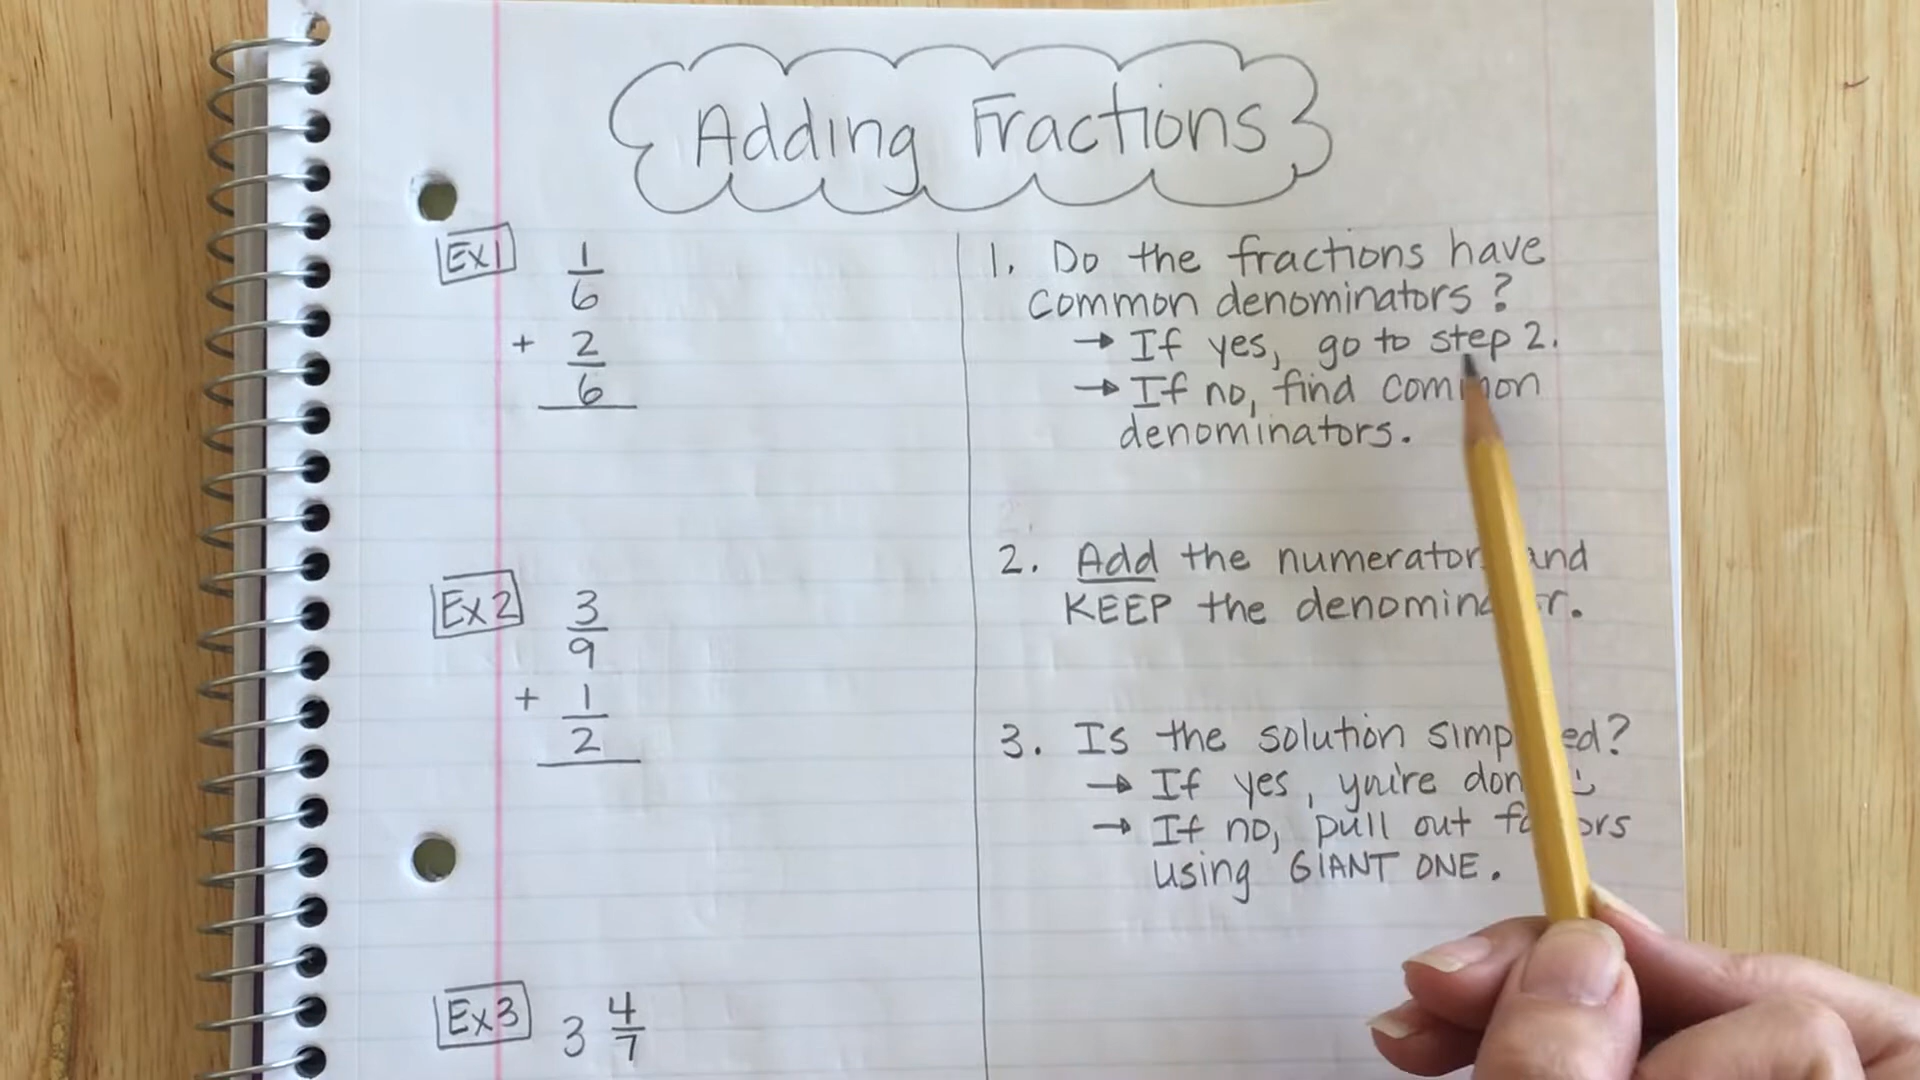 Adding Fractions
Ex1
1
6
+ 2
6
Ex2
3
9
+ 1
2
Ex3
3 4
7
1. Do the fractions have
common denominators?
→ If yes, go to step 2.
→ If no, find common
denominators.
2. Add the numerator and
KEEP the denominator.
3. Is the solution simplified?
→ If yes, you're done
→ If no, pull out factors
using GIANT ONE.